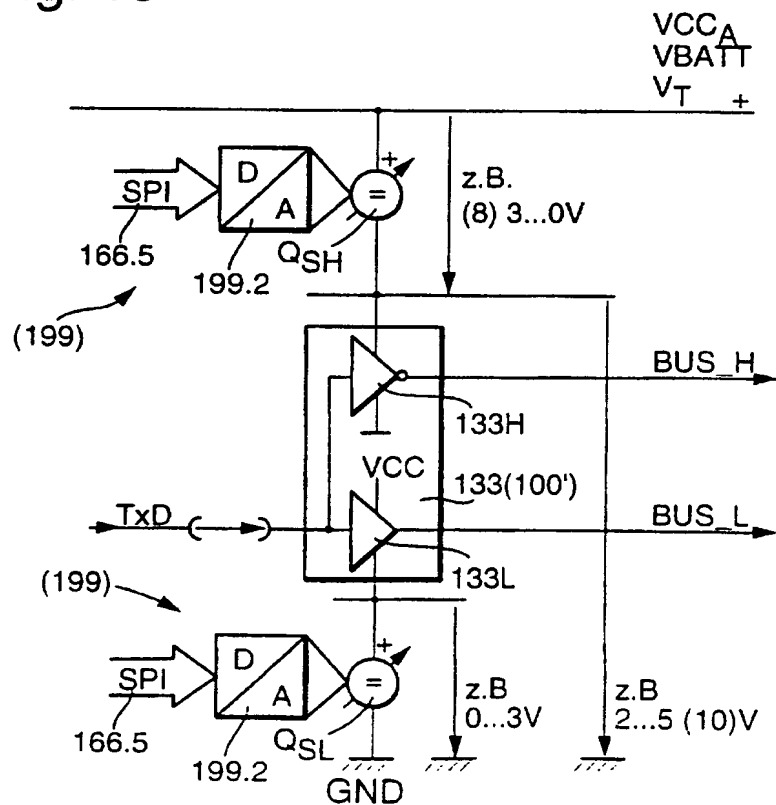 VCCA
VBATT
VT +
D
A
+
=
SPI
166.5
199.2
QSH
z.B.
(8) 3...0V
(199)
BUS_H
133H
VCC
133(100')
TxD
BUS_L
133L
(199)
D
A
+
=
SPI
166.5
199.2
QSL
z.B
0...3V
z.B
2...5 (10)V
GND